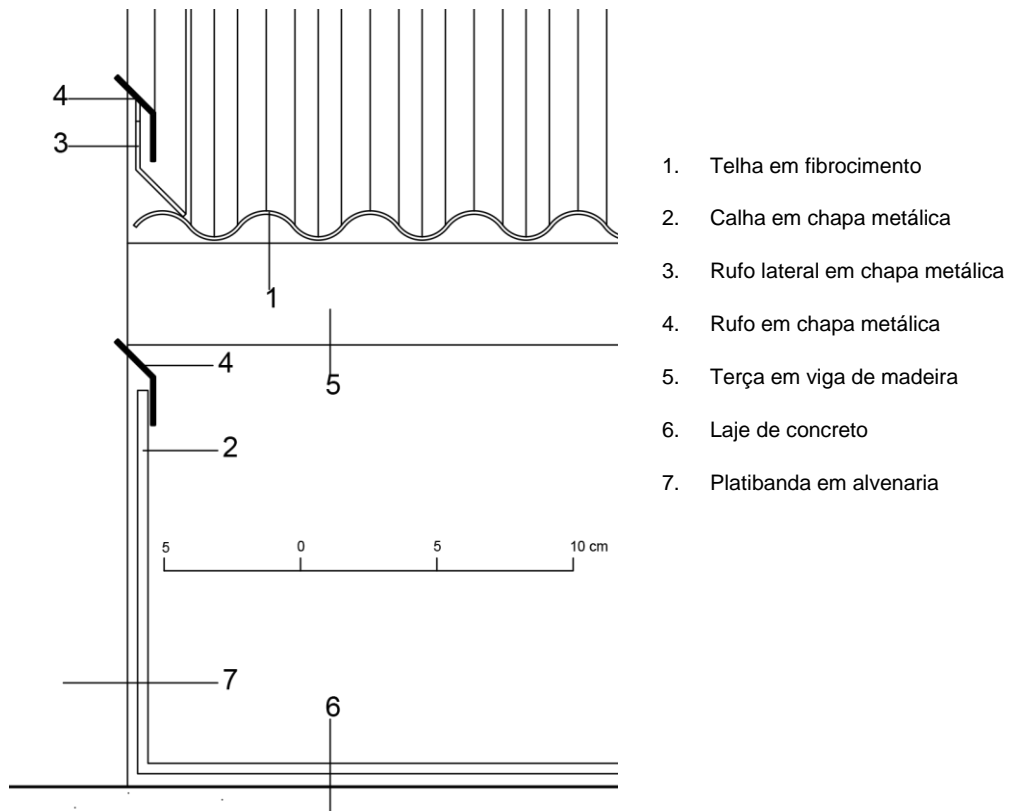 4
3
1
4
5
2
5 0 5 10 cm
7
6
1. Telha em fibrocimento
2. Calha em chapa metálica
3. Rufo lateral em chapa metálica
4. Rufo em chapa metálica
5. Terça em viga de madeira
6. Laje de concreto
7. Platibanda em alvenaria